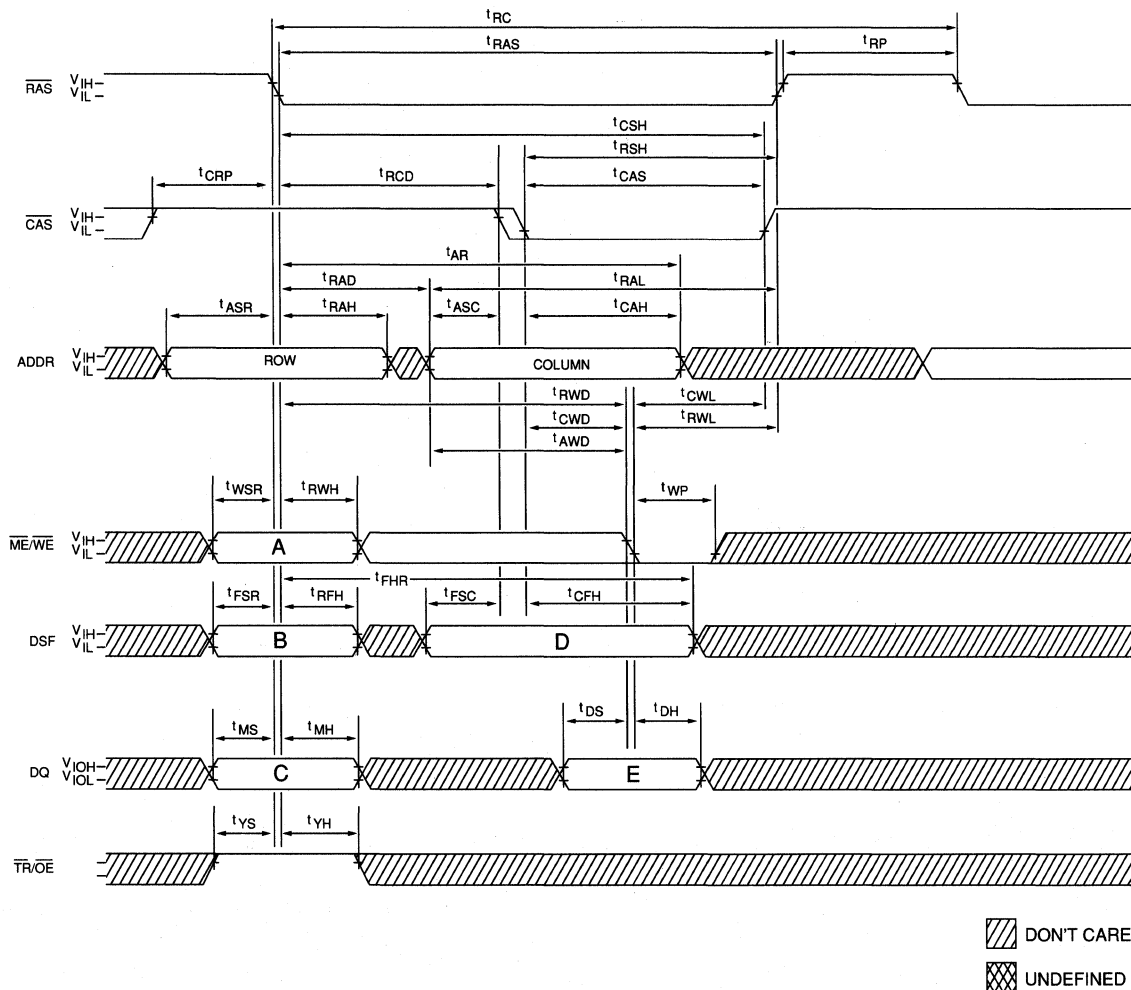 tRC
tRAS
tRP
RAS
VIH
VIL
tCSH
tRSH
tCRP
tRCD
tCAS
CAS
VIH
VIL
tAR
tRAD
tRAL
tASR
tRAH
tASC
tCAH
ADDR
VIH
VIL
ROW
COLUMN
tRWD
tCWL
tCWD
tRWL
tAWD
tWSR
tRWH
tWP
ME/WE
VIH
VIL
A
tFHR
tFSR
tRFH
tFSC
tCFH
DSF
VIH
VIL
B
D
tDS
tDH
tMS
tMH
DQ
VIOH
VIOL
C
E
tYS
tYH
TR/OE
DON'T CARE
UNDEFINED